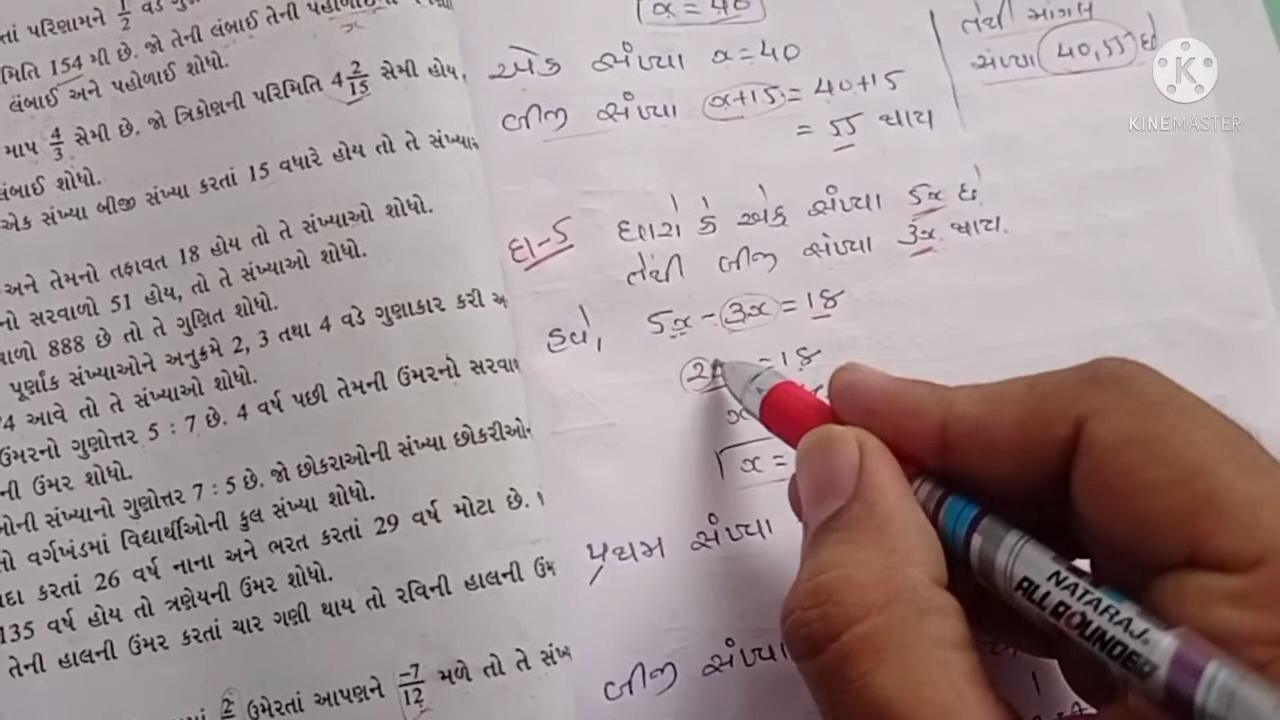 તાં પરિણામને 1/2 વડે
મિતિ 154 મી છે. જો તેની લંબાઈ તેની
લંબાઈ અને પહોળાઈ શોધો.
માપ 4/3 સેમી છે. જો ત્રિકોણની પરિમિતિ 4 2/15 સેમી હોય,
લંબાઈ શોધો.
એક સંખ્યા બીજી સંખ્યા કરતાં 15 વધારે હોય તો તે
અને તેમનો તફાવત 18 હોય તો તે સંખ્યાઓ શોધો.
નો સરવાળો 51 હોય, તો તે સંખ્યાઓ શોધો.
વાળો 888 છે તો તે ગુણિત શોધો.
પૂર્ણાંક સંખ્યાઓને અનુક્રમે 2, 3 તથા 4 વડે ગુણાકાર કરી
74 આવે તો તે સંખ્યાઓ શોધો.
ઉંમરનો ગુણોત્તર 5 : 7 છે. 4 વર્ષ પછી તેમની ઉંમરનો
ની ઉંમર શોધો.
ઓની સંખ્યાનો ગુણોત્તર 7 : 5 છે. જો છોકરાઓની સંખ્યા
તો વર્ગખંડમાં વિદ્યાર્થીઓની કુલ સંખ્યા શોધો.
દા કરતાં 26 વર્ષ નાના અને ભરત કરતાં 29 વર્ષ મોટા છે.
135 વર્ષ હોય તો ત્રણેયની ઉંમર શોધો.
તેની હાલની ઉંમર કરતાં ચાર ગણી થાય તો રવિની હાલની
ઉમેરતાં આપણને -7/12 મળે તો તે
x = 40
એક સંખ્યા x = 40
બીજી સંખ્યા x+15 = 40+15
= 55 થાય
તેથી માંગેલ
સંખ્યા 40, 55 છે
દા-5 ધારો કે એક સંખ્યા 5x છે
તેથી બીજી સંખ્યા 3x થાય.
હવે, 5x - 3x = 18
= 18
x =
પ્રથમ સંખ્યા
બીજી સંખ્યા
KINEMASTER
NATARAJ
ALLROUNDER